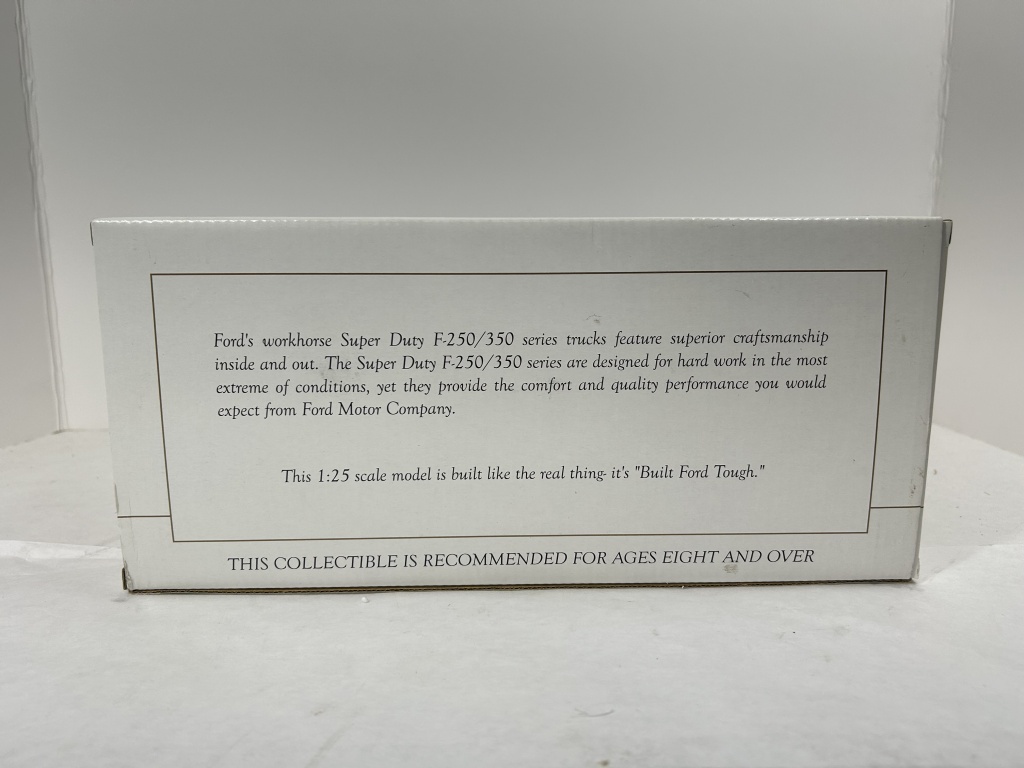 Ford's workhorse Super Duty F-250/350 series trucks feature superior craftsmanship
inside and out. The Super Duty F-250/350 series are designed for hard work in the most
extreme of conditions, yet they provide the comfort and quality performance you would
expect from Ford Motor Company.
This 1:25 scale model is built like the real thing- it's "Built Ford Tough."
THIS COLLECTIBLE IS RECOMMENDED FOR AGES EIGHT AND OVER